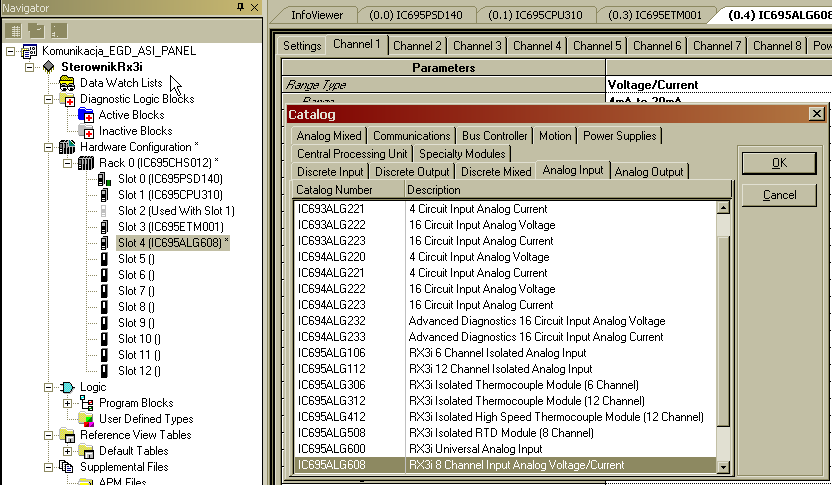 Navigator
InfoViewer
(0.0) IC695PSD140
(0.1) IC695CPU310
(0.3) IC695ETM001
(0.4) IC695ALG608
Komunikacja_EGD_ASI_PANEL
SterownikRx3i
Data Watch Lists
Diagnostic Logic Blocks
Active Blocks
Inactive Blocks
Hardware Configuration *
Rack 0 (IC695CHS012) *
Slot 0 (IC695PSD140)
Slot 1 (IC695CPU310)
Slot 2 (Used With Slot 1)
Slot 3 (IC695ETM001)
Slot 4 (IC695ALG608) *
Slot 5 ()
Slot 6 ()
Slot 7 ()
Slot 8 ()
Slot 9 ()
Slot 10 ()
Slot 11 ()
Slot 12 ()
Logic
Program Blocks
User Defined Types
Reference View Tables
Default Tables
Supplemental Files
APM Files
Settings Channel 1 Channel 2 Channel 3 Channel 4 Channel 5 Channel 6 Channel 7 Channel 8
Parameters
Range Type Voltage/Current
Range 4mA to 20mA
Catalog
Analog Mixed Communications Bus Controller Motion Power Supplies
Central Processing Unit Specialty Modules
Discrete Input Discrete Output Discrete Mixed Analog Input Analog Output
Catalog Number Description
IC693ALG221 4 Circuit Input Analog Current
IC693ALG222 16 Circuit Input Analog Voltage
IC693ALG223 16 Circuit Input Analog Current
IC694ALG220 4 Circuit Input Analog Voltage
IC694ALG221 4 Circuit Input Analog Current
IC694ALG222 16 Circuit Input Analog Voltage
IC694ALG223 16 Circuit Input Analog Current
IC694ALG232 Advanced Diagnostics 16 Circuit Input Analog Voltage
IC694ALG233 Advanced Diagnostics 16 Circuit Input Analog Current
IC695ALG106 RX3i 6 Channel Isolated Analog Input
IC695ALG112 RX3i 12 Channel Isolated Analog Input
IC695ALG306 RX3i Isolated Thermocouple Module (6 Channel)
IC695ALG312 RX3i Isolated Thermocouple Module (12 Channel)
IC695ALG412 RX3i Isolated High Speed Thermocouple Module (12 Channel)
IC695ALG508 RX3i Isolated RTD Module (8 Channel)
IC695ALG600 RX3i Universal Analog Input
IC695ALG608 RX3i 8 Channel Input Analog Voltage/Current
OK
Cancel